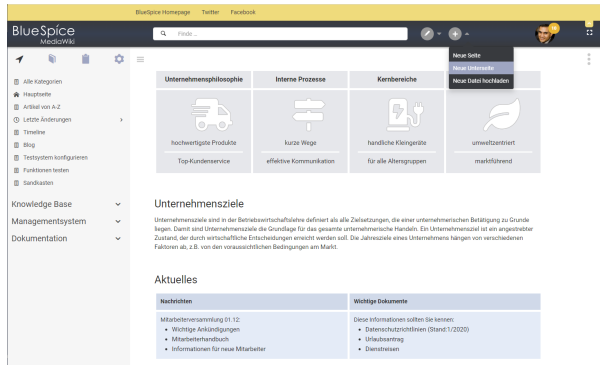 BlueSpice Homepage Twitter Facebook
BlueSpice
MediaWiki
Finde ...
Neue Seite
Neue Unterseite
Neue Datei hochladen
Alle Kategorien
Hauptseite
Artikel von A-Z
Letzte Änderungen
Timeline
Blog
Testsystem konfigurieren
Funktionen testen
Sandkasten
Knowledge Base
Managementsystem
Dokumentation
Unternehmensphilosophie Interne Prozesse Kernbereiche
hochwertigste Produkte kurze Wege handliche Kleingeräte umweltzentriert
Top-Kundenservice effektive Kommunikation für alle Altersgruppen marktführend
Unternehmensziele
Unternehmensziele sind in der Betriebswirtschaftslehre definiert als alle Zielsetzungen, die einer unternehmerischen Betätigung zu Grunde
liegen. Damit sind Unternehmensziele die Grundlage für das gesamte unternehmerische Handeln. Ein Unternehmensziel ist ein angestrebter
Zustand, der durch wirtschaftliche Entscheidungen erreicht werden soll. Die Jahresziele eines Unternehmens hängen von verschiedenen
Faktoren ab, z.B. von den voraussichtlichen Bedingungen am Markt.
Aktuelles
Nachrichten Wichtige Dokumente
Mitarbeiterversammlung 01.12: Diese Informationen sollten Sie kennen:
• Wichtige Ankündigungen • Datenschutzrichtlinien (Stand:1/2020)
• Mitarbeiterhandbuch • Urlaubsantrag
• Informationen für neue Mitarbeiter • Dienstreisen